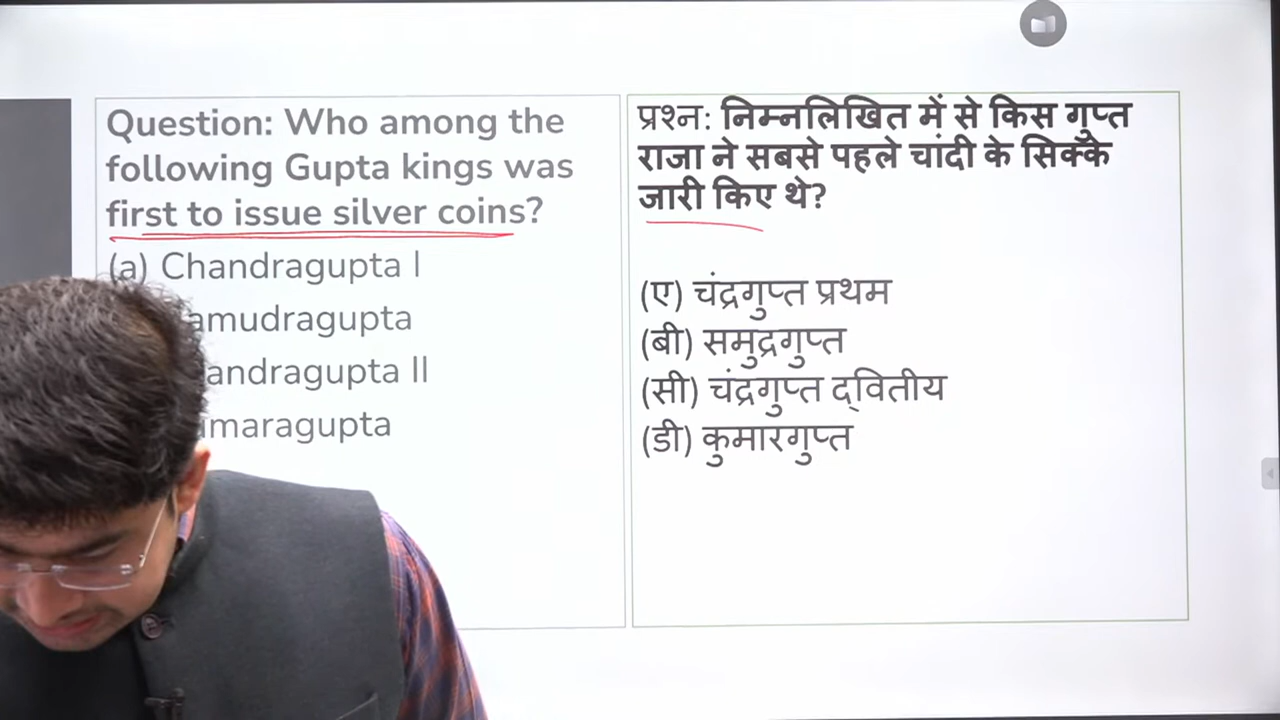 Question: Who among the
following Gupta kings was
first to issue silver coins?
(a) Chandragupta I
amudragupta
andragupta II
maragupta
प्रश्न: निम्नलिखित में से किस गुप्त
राजा ने सबसे पहले चांदी के सिक्के
जारी किए थे?
(ए) चंद्रगुप्त प्रथम
(बी) समुद्रगुप्त
(सी) चंद्रगुप्त द्वितीय
(डी) कुमारगुप्त